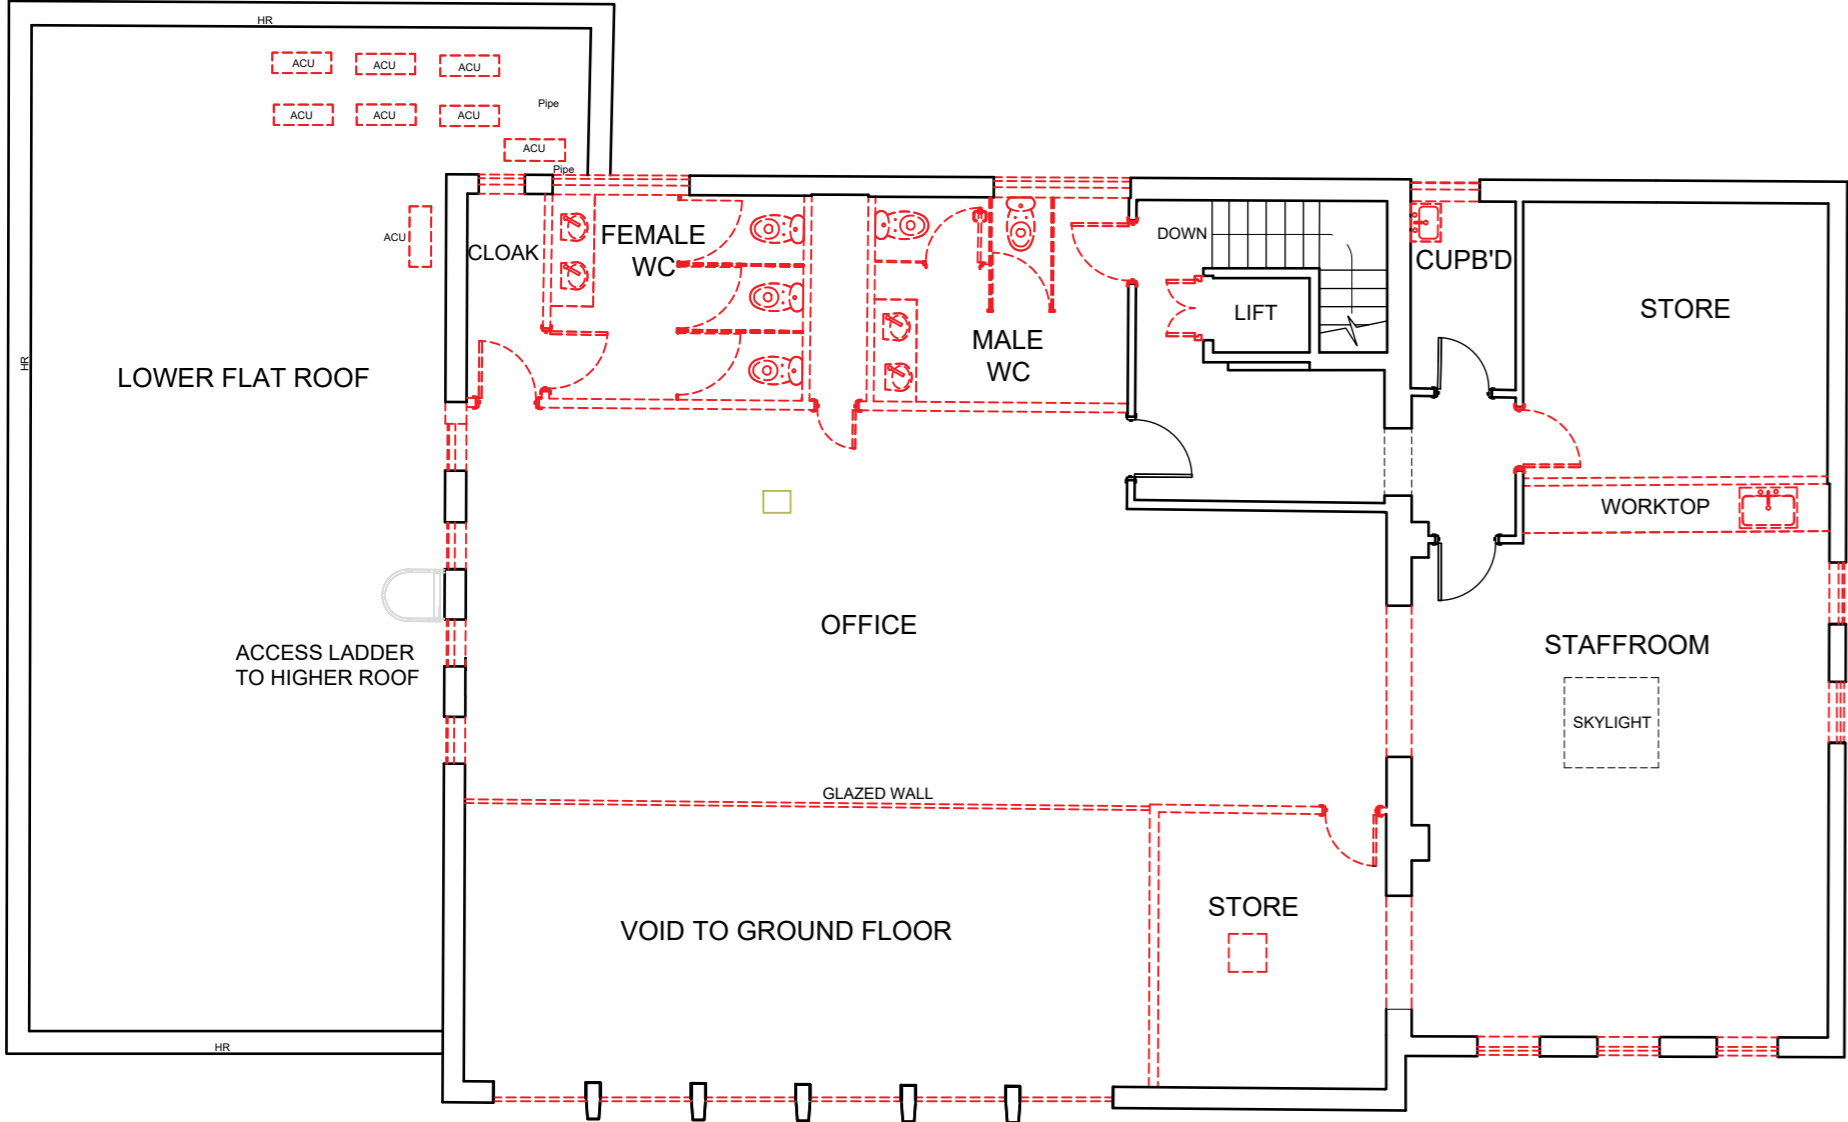 HR
ACU
ACU
ACU
ACU
ACU
ACU
Pipe
ACU
Pipe
ACU
CLOAK
FEMALE
WC
DOWN
CUPB'D
LIFT
STORE
MALE
WC
HR
LOWER FLAT ROOF
WORKTOP
OFFICE
ACCESS LADDER
TO HIGHER ROOF
STAFFROOM
SKYLIGHT
GLAZED WALL
STORE
VOID TO GROUND FLOOR
HR